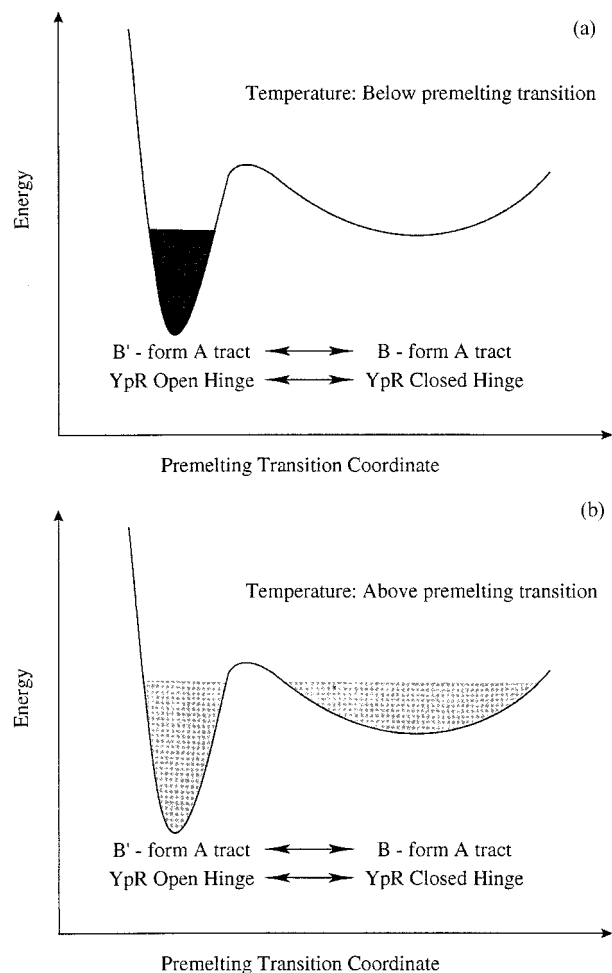 (a)
Temperature: Below premelting transition
Energy
B' - form A tract B - form A tract
YpR Open Hinge YpR Closed Hinge
Premelting Transition Coordinate
(b)
Temperature: Above premelting transition
Energy
B' - form A tract B - form A tract
YpR Open Hinge YpR Closed Hinge
Premelting Transition Coordinate